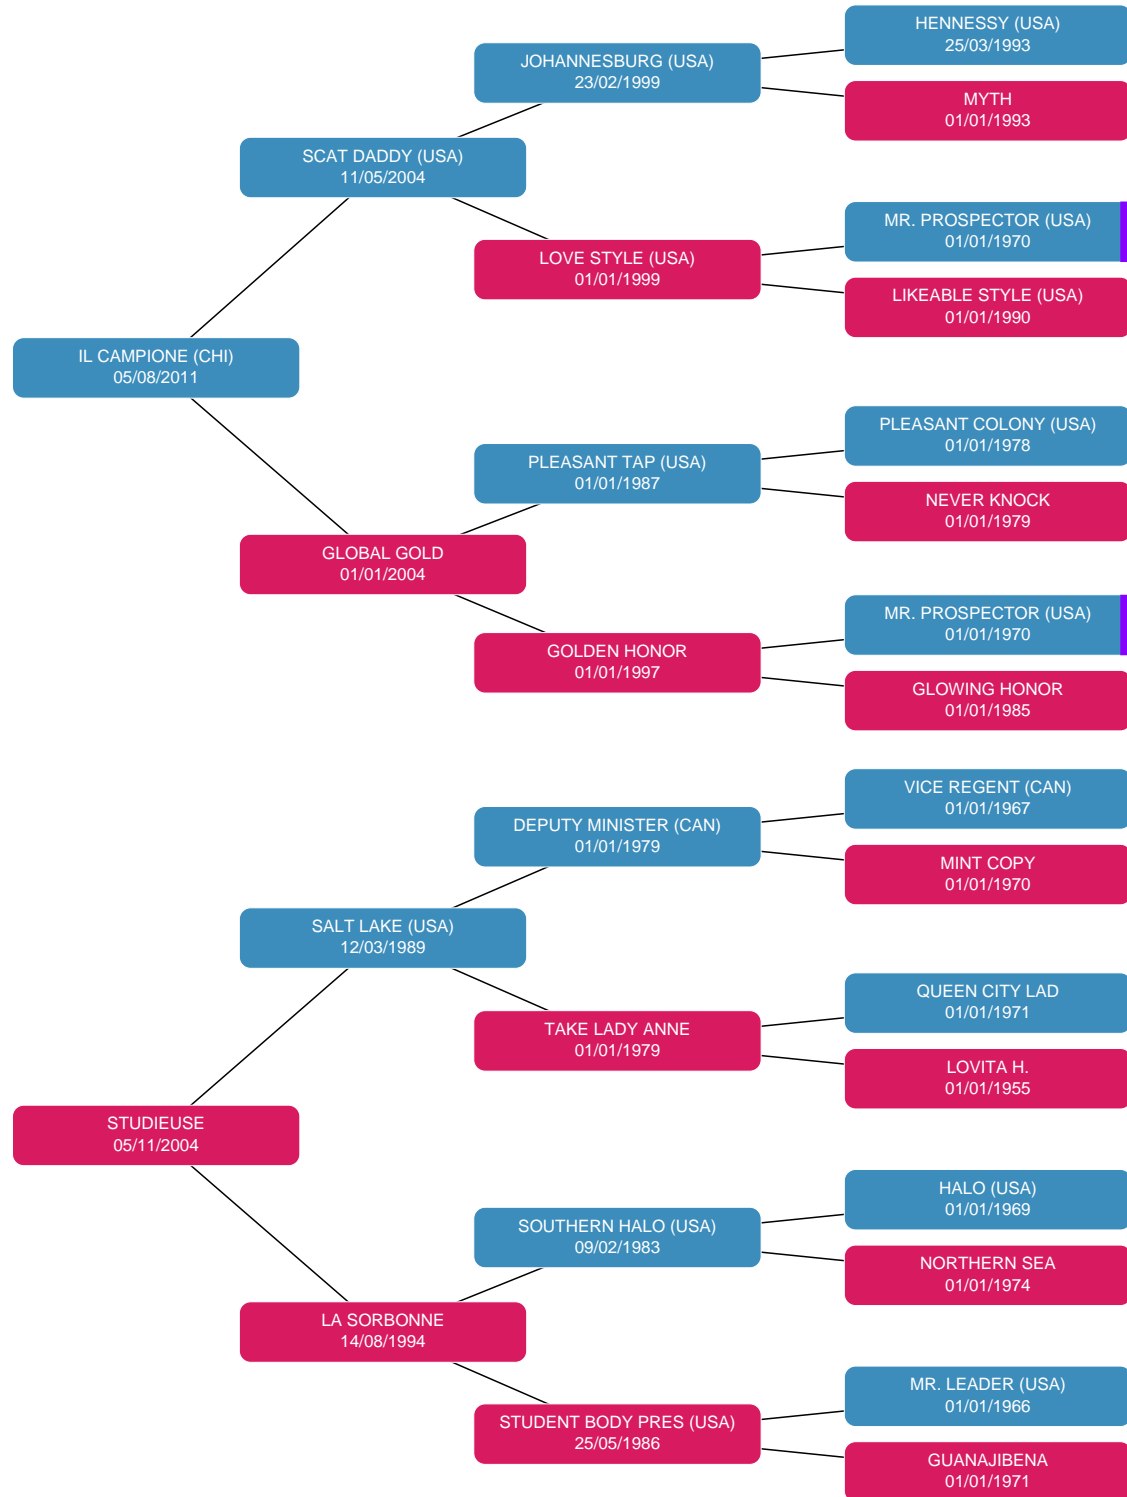 HENNESSY (USA)
25/03/1993
JOHANNESBURG (USA)
23/02/1999
MYTH
01/01/1993
SCAT DADDY (USA)
11/05/2004
MR. PROSPECTOR (USA)
01/01/1970
LOVE STYLE (USA)
01/01/1999
LIKEABLE STYLE (USA)
01/01/1990
IL CAMPIONE (CHI)
05/08/2011
PLEASANT COLONY (USA)
01/01/1978
PLEASANT TAP (USA)
01/01/1987
NEVER KNOCK
01/01/1979
GLOBAL GOLD
01/01/2004
MR. PROSPECTOR (USA)
01/01/1970
GOLDEN HONOR
01/01/1997
GLOWING HONOR
01/01/1985
VICE REGENT (CAN)
01/01/1967
DEPUTY MINISTER (CAN)
01/01/1979
MINT COPY
01/01/1970
SALT LAKE (USA)
12/03/1989
QUEEN CITY LAD
01/01/1971
TAKE LADY ANNE
01/01/1979
LOVITA H.
01/01/1955
STUDIEUSE
05/11/2004
HALO (USA)
01/01/1969
SOUTHERN HALO (USA)
09/02/1983
NORTHERN SEA
01/01/1974
LA SORBONNE
14/08/1994
MR. LEADER (USA)
01/01/1966
STUDENT BODY PRES (USA)
25/05/1986
GUANAJIBENA
01/01/1971